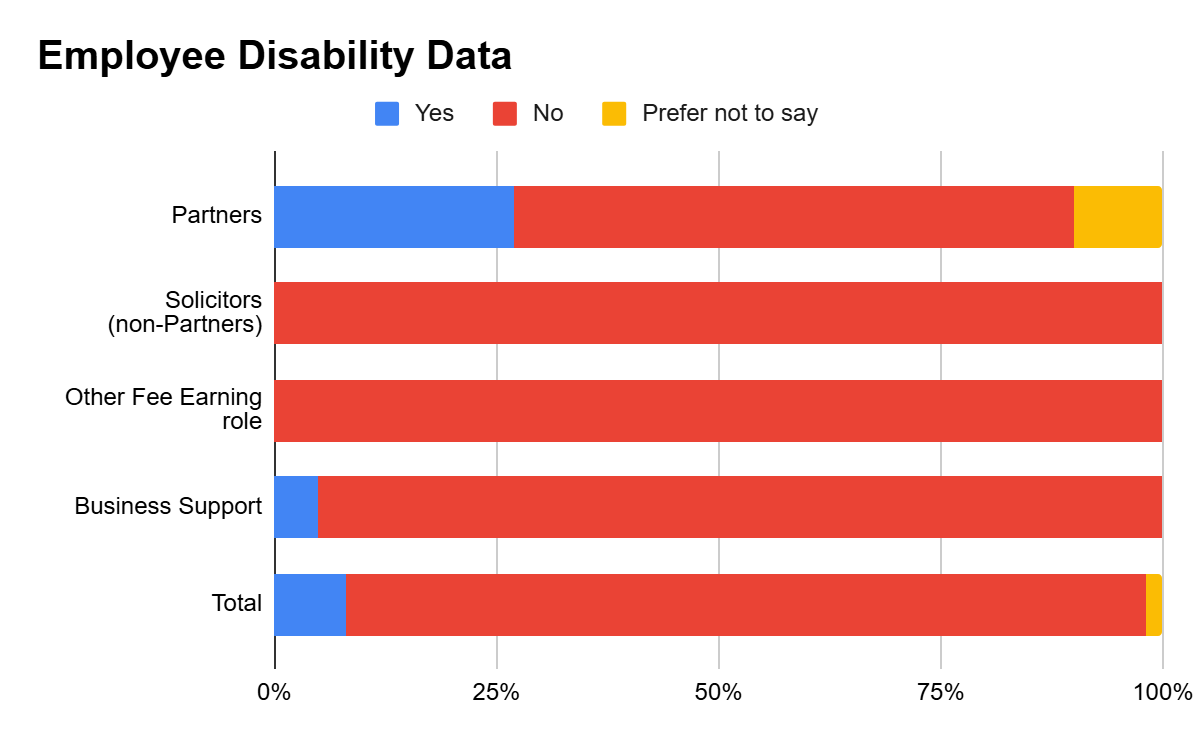 Employee Disability Data
Yes
No
Prefer not to say
Partners
Solicitors
(non-Partners)
Other Fee Earning
role
Business Support
Total
0%
25%
50%
75%
100%